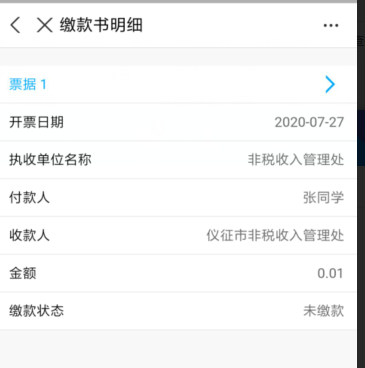 缴款书明细
票据 1
开票日期 2020-07-27
执收单位名称 非税收入管理处
付款人 张同学
收款人 仪征市非税收入管理处
金额 0.01
缴款状态 未缴款